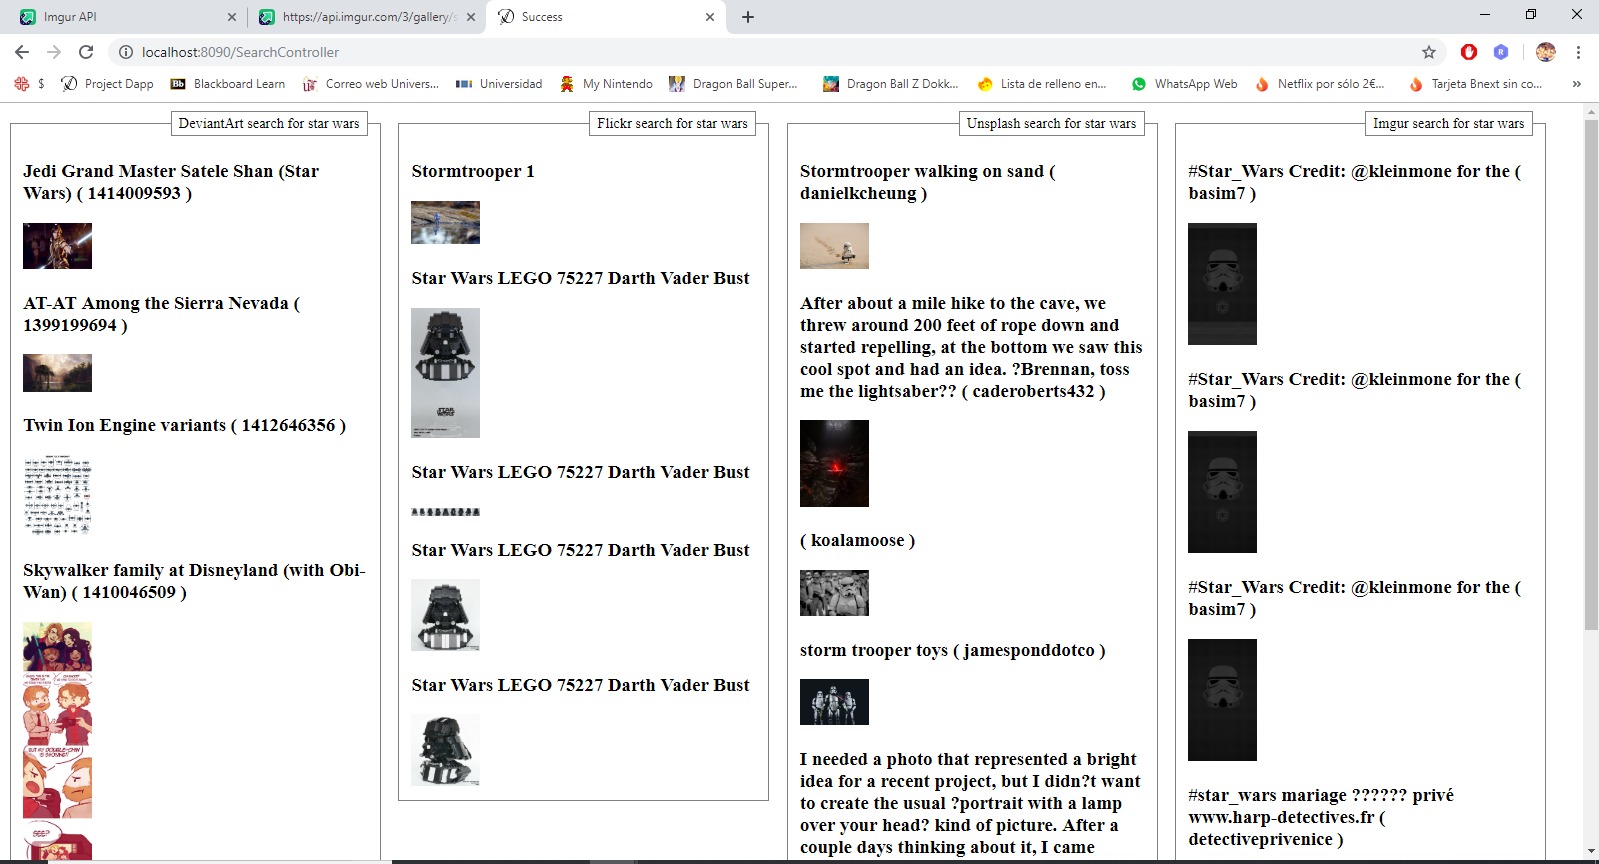 Imgur API
https://api.imgur.com/3/gallery/s
Success
localhost:8090/SearchController
$
Project Dapp
Bb
Blackboard Learn
Correo web Univers...
Universidad
My Nintendo
Dragon Ball Super...
Dragon Ball Z Dokk...
Lista de relleno en...
WhatsApp Web
Netflix por sólo 2€...
Tarjeta Bnext sin co...
»
DeviantArt search for star wars
Jedi Grand Master Satele Shan (Star
Wars) ( 1414009593 )
AT-AT Among the Sierra Nevada (
1399199694 )
Twin Ion Engine variants ( 1412646356 )
Skywalker family at Disneyland (with Obi-
Wan) ( 1410046509 )
BUT MY DOUBLE-CHIN
IS SHOWING!!
SEE?
Flickr search for star wars
Stormtrooper 1
Star Wars LEGO 75227 Darth Vader Bust
STAR
WARS
Star Wars LEGO 75227 Darth Vader Bust
Star Wars LEGO 75227 Darth Vader Bust
Star Wars LEGO 75227 Darth Vader Bust
Unsplash search for star wars
Stormtrooper walking on sand (
danielkcheung )
After about a mile hike to the cave, we
threw around 200 feet of rope down and
started repelling, at the bottom we saw this
cool spot and had an idea. ?Brennan, toss
me the lightsaber?? ( caderoberts432 )
( koalamoose )
storm trooper toys ( jamesponddotco )
I needed a photo that represented a bright
idea for a recent project, but I didn?t want
to create the usual ?portrait with a lamp
over your head? kind of picture. After a
couple days thinking about it, I came
Imgur search for star wars
#Star_Wars Credit: @kleinmone for the (
basim7 )
#Star_Wars Credit: @kleinmone for the (
basim7 )
#Star_Wars Credit: @kleinmone for the (
basim7 )
#star_wars mariage ?????? privé
www.harp-detectives.fr (
detectiveprivenice )